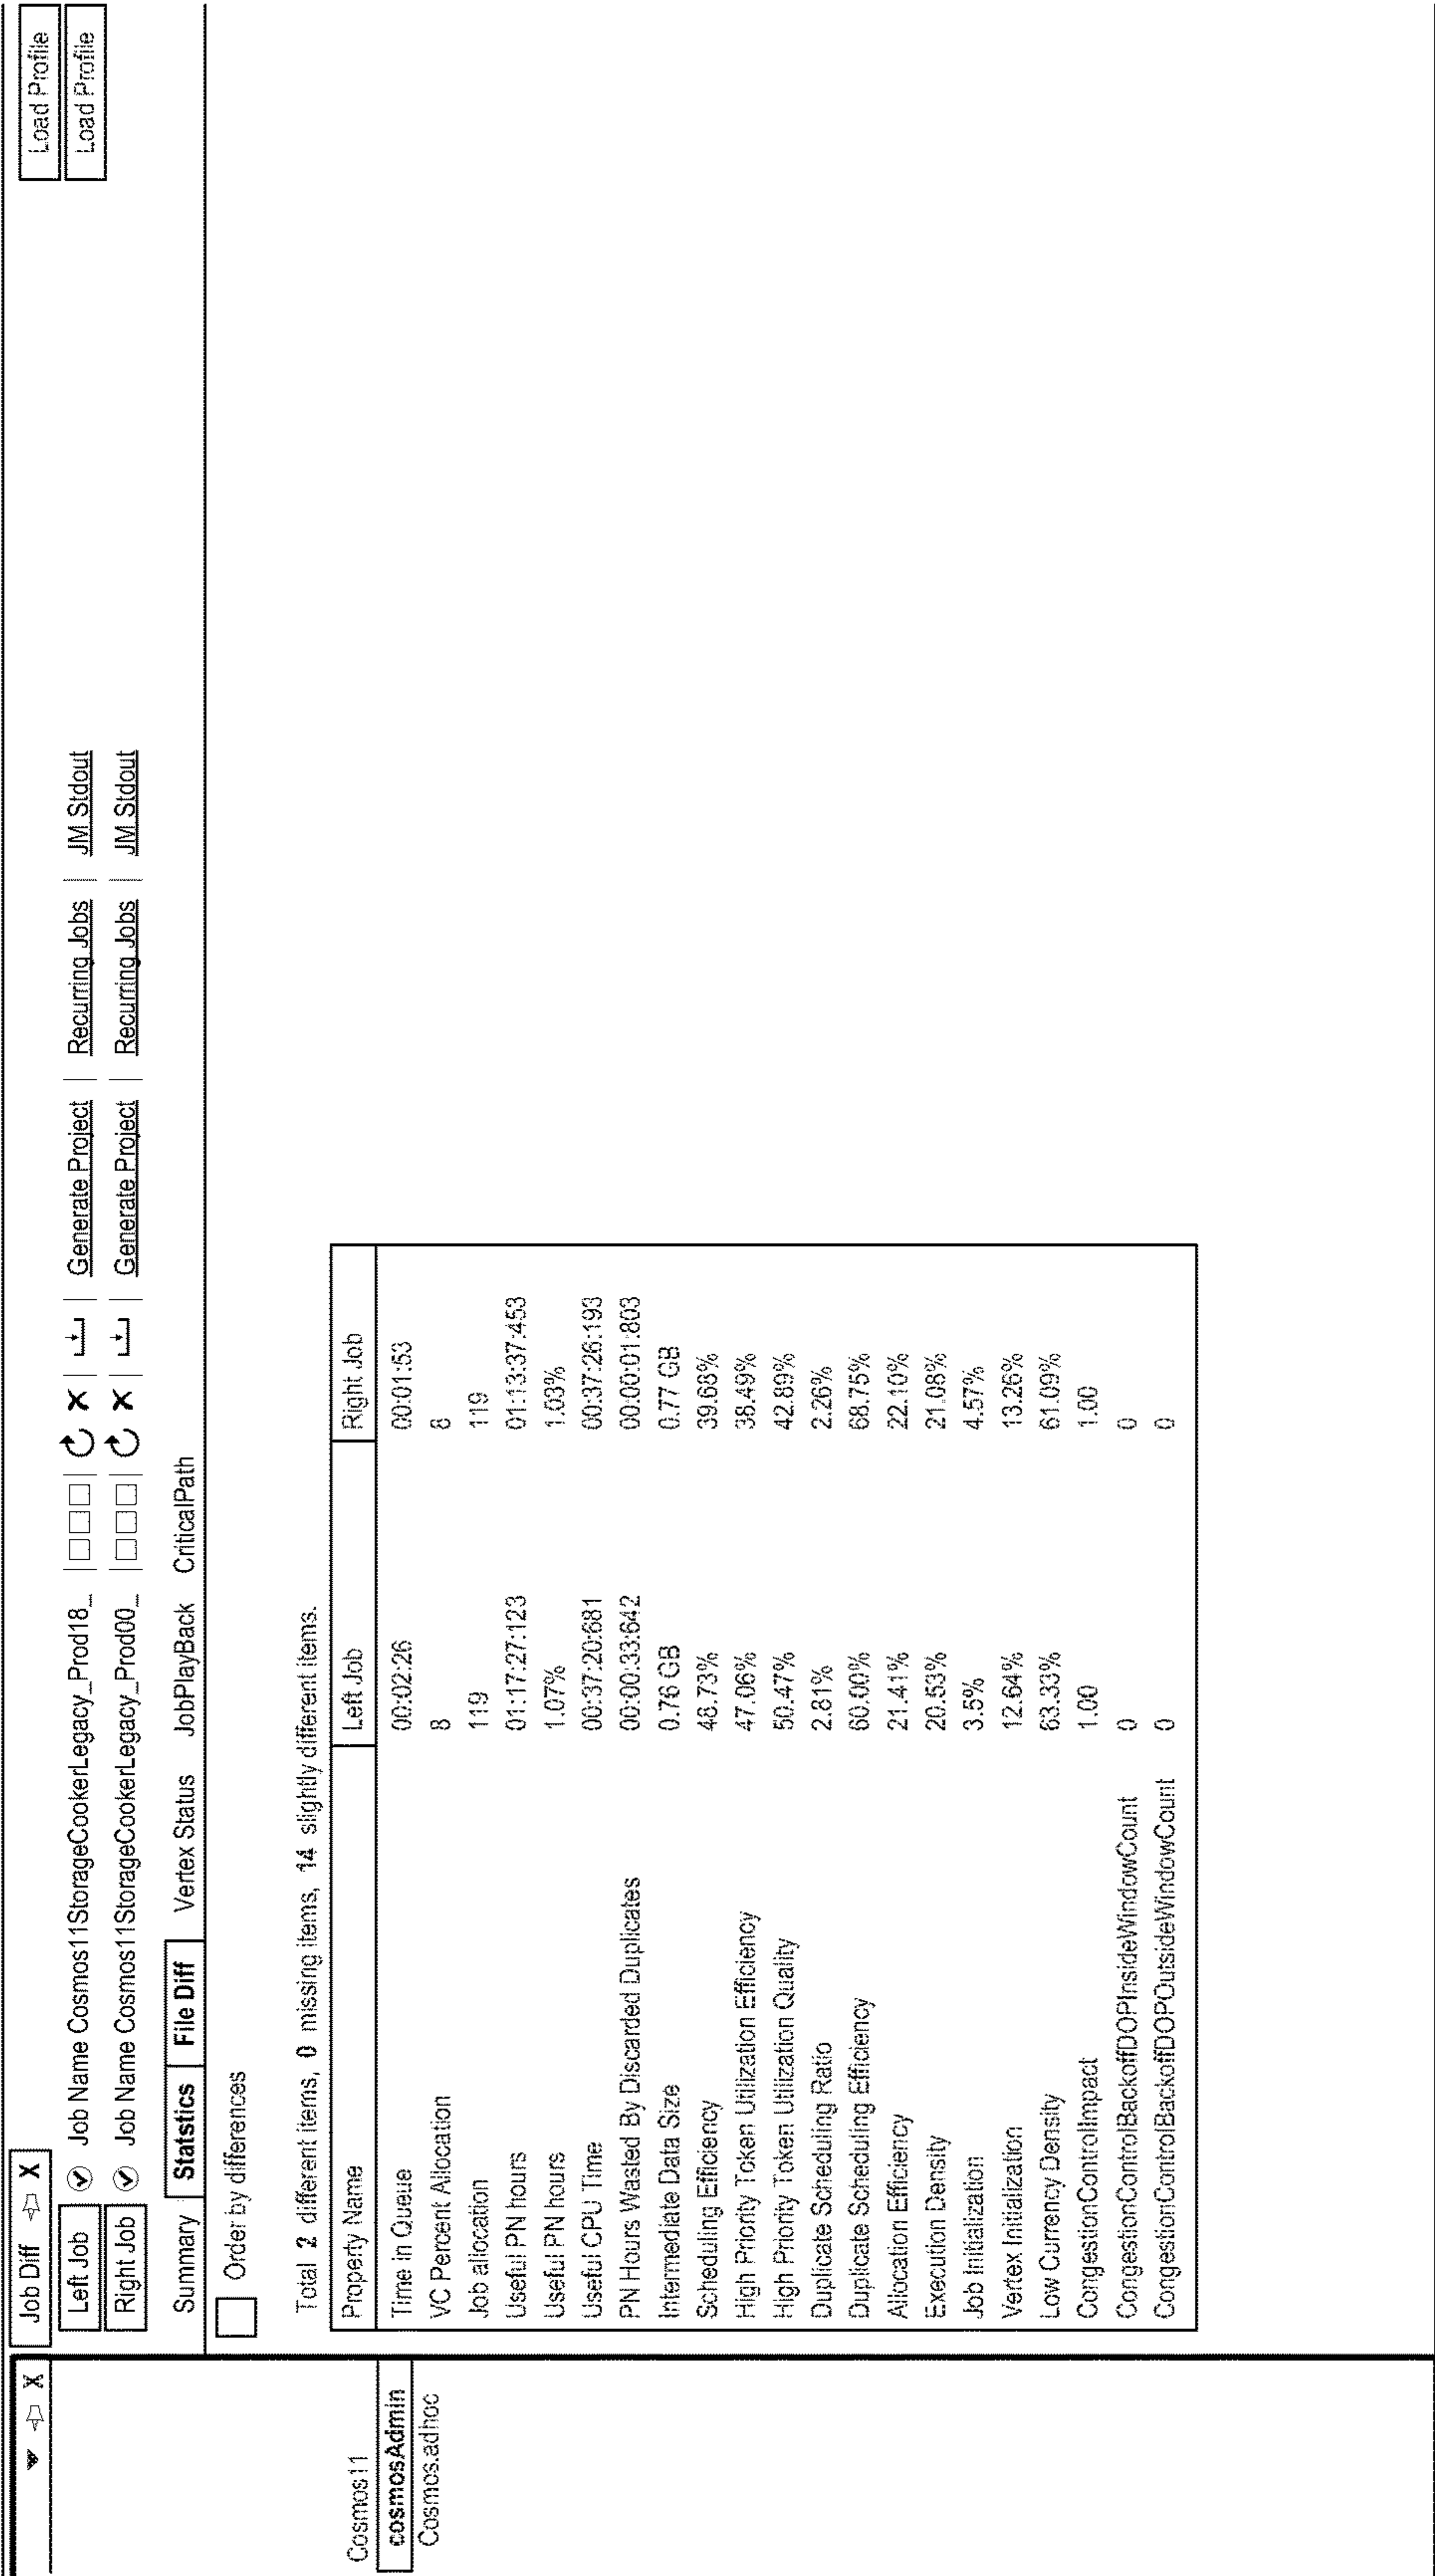 X
Job Diff X
Load Profile
Left Job Job Name Cosmos11StorageCookerLegacy_Prod18_ X Generate Project | Recurring Jobs | JM Stdout
Load Profile
Right Job Job Name Cosmos11StorageCookerLegacy_Prod00_ X Generate Project | Recurring Jobs | JM Stdout
Summary Statstics File Diff Vertex Status JobPlayBack CriticalPath
Order by differences
Total 2 different items, 0 missing items, 14 slightly different items.
Cosmos11
cosmosAdmin
Cosmos.adhoc
Property Name Left Job Right Job
Time in Queue 00:02:26 00:01:53
VC Percent Allocation 8 8
Job allocation 119 119
Useful PN hours 01:17:27:123 01:13:37:453
Useful PN hours 1.07% 1.03%
Useful CPU Time 00:37:20:681 00:37:26:193
PN Hours Wasted By Discarded Duplicates 00:00:33:642 00:00:01:803
Intermediate Data Size 0.76 GB 0.77 GB
Scheduling Efficiency 48.73% 39.68%
High Priority Token Utilization Efficiency 47.06% 38.49%
High Priority Token Utilization Quality 50.47% 42.89%
Duplicate Scheduling Ratio 2.81% 2.26%
Duplicate Scheduling Efficiency 60.00% 68.75%
Allocation Efficiency 21.41% 22.10%
Execution Density 20.53% 21.08%
Job Initialization 3.5% 4.57%
Vertex Initialization 12.64% 13.26%
Low Currency Density 63.33% 61.09%
CongestionControlImpact 1.00 1.00
CongestionControlBackoffDOPInsideWindowCount 0 0
CongestionControlBackoffDOPOutsideWindowCount 0 0